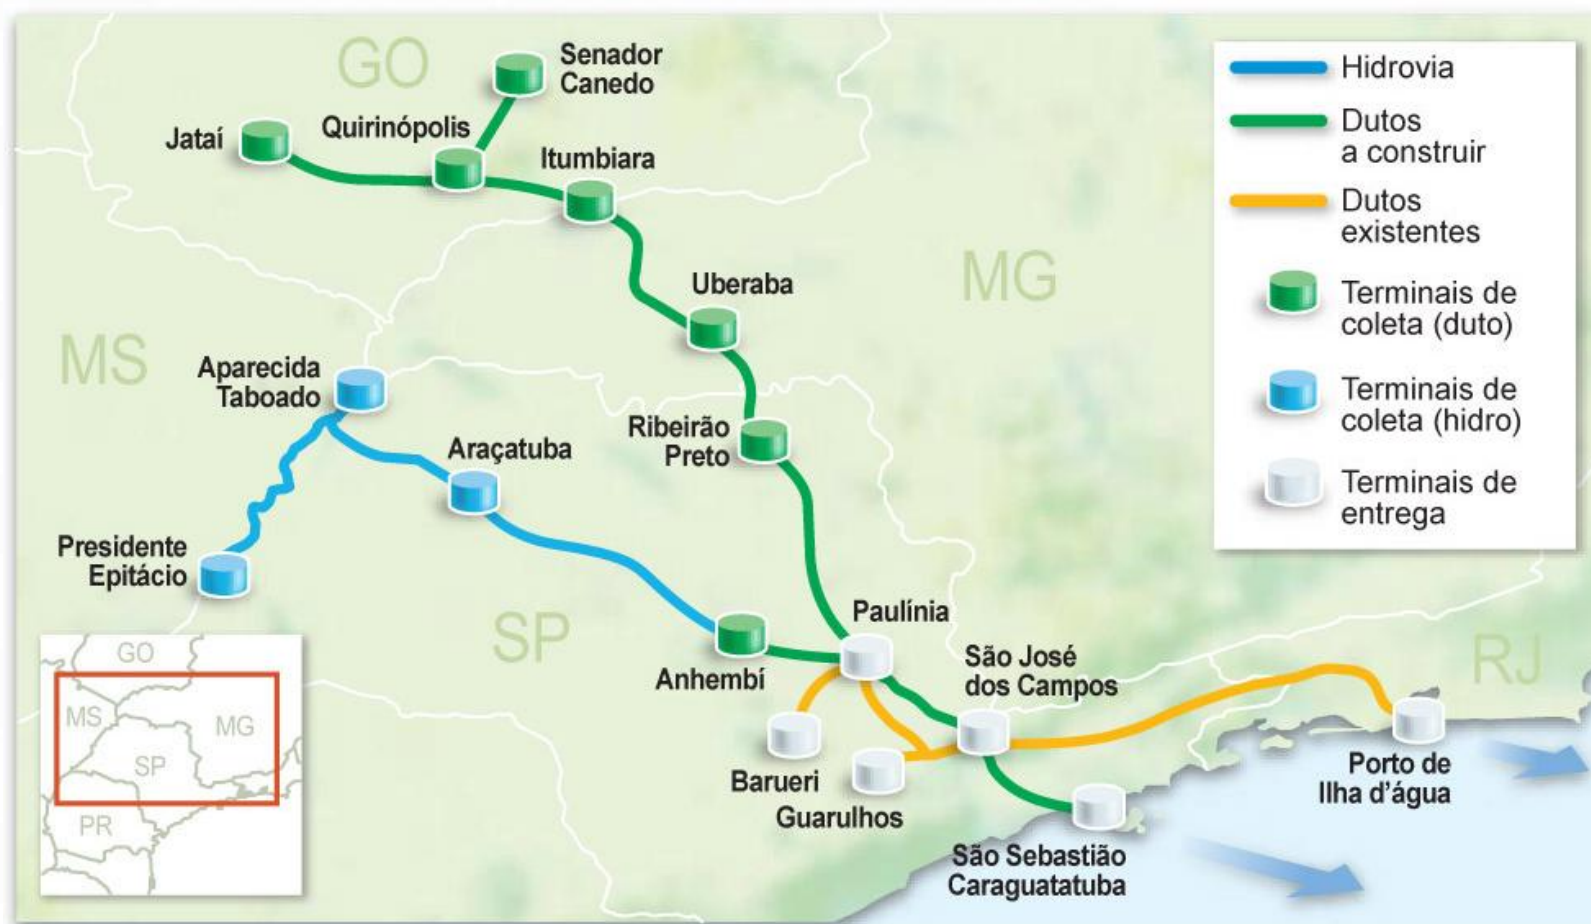 GO
Senador
Canedo
Jataí
Quirinópolis
Itumbiara
Uberaba
MG
MS
Aparecida
Taboado
Araçatuba
Ribeirão
Preto
Presidente
Epitácio
SP
Anhembí
Paulínia
São José
dos Campos
RJ
Barueri
Guarulhos
Porto de
Ilha d'água
São Sebastião
Caraguatatuba
Hidrovia
Dutos
a construir
Dutos
existentes
Terminais de
coleta (duto)
Terminais de
coleta (hidro)
Terminais de
entrega
GO
MS
MG
SP
PR